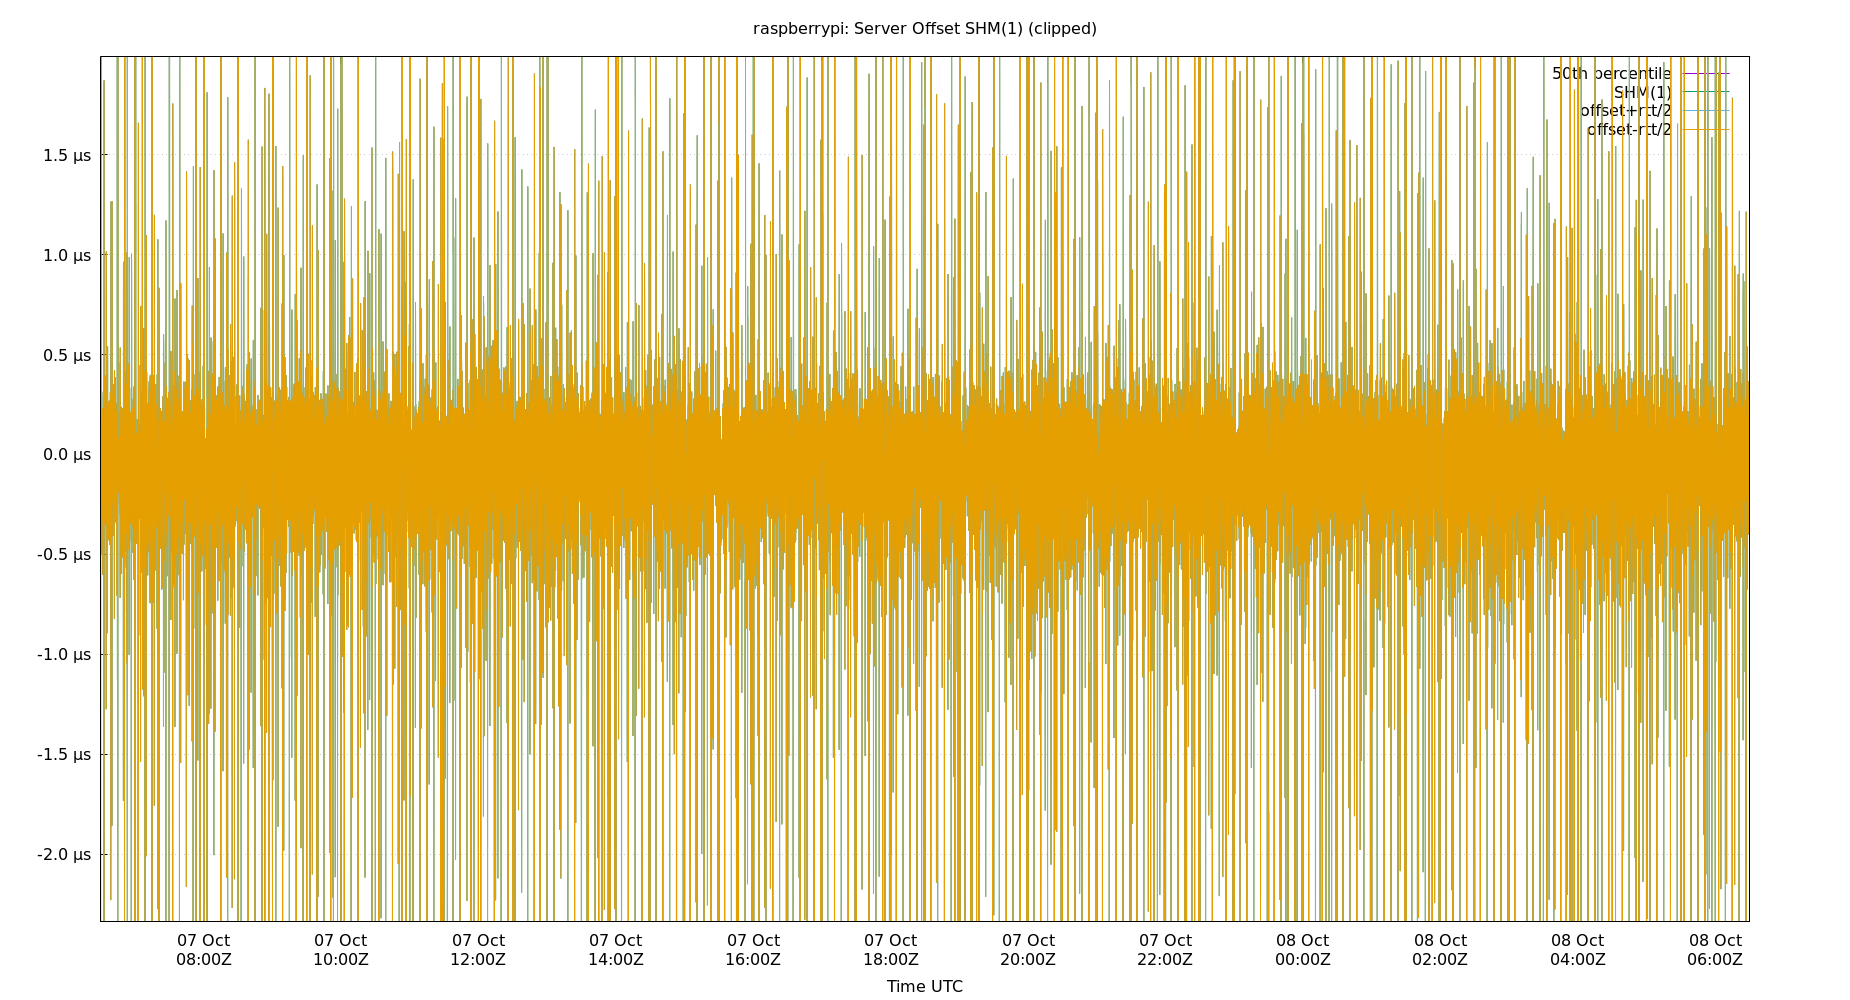 raspberrypi: Server Offset SHM(1) (clipped)
50th percentile
SHM(1)
offset+rtt/2
offset-rtt/2
1.5 µs
1.0 µs
0.5 µs
0.0 µs
-0.5 µs
-1.0 µs
-1.5 µs
-2.0 µs
07 Oct 07 Oct 07 Oct 07 Oct 07 Oct 07 Oct 07 Oct 07 Oct 08 Oct 08 Oct 08 Oct 08 Oct
08:00Z 10:00Z 12:00Z 14:00Z 16:00Z 18:00Z 20:00Z 22:00Z 00:00Z 02:00Z 04:00Z 06:00Z
Time UTC